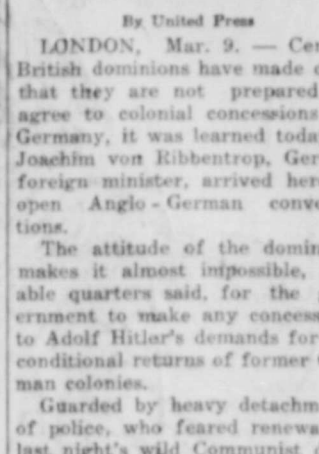 By United Press
LONDON, Mar. 9. — Cer
British dominions have made c
that they are not prepared
agree to colonial concessions
Germany, it was learned toda
Joachim von Ribbentrop, Ger
foreign minister, arrived her
open Anglo-German conve
tions.
The attitude of the domin
makes it almost impossible,
able quarters said, for the
ernment to make any concess
to Adolf Hitler's demands for
conditional returns of former
man colonies.
Guarded by heavy detachm
of police, who feared renewa
last night's wild Communist